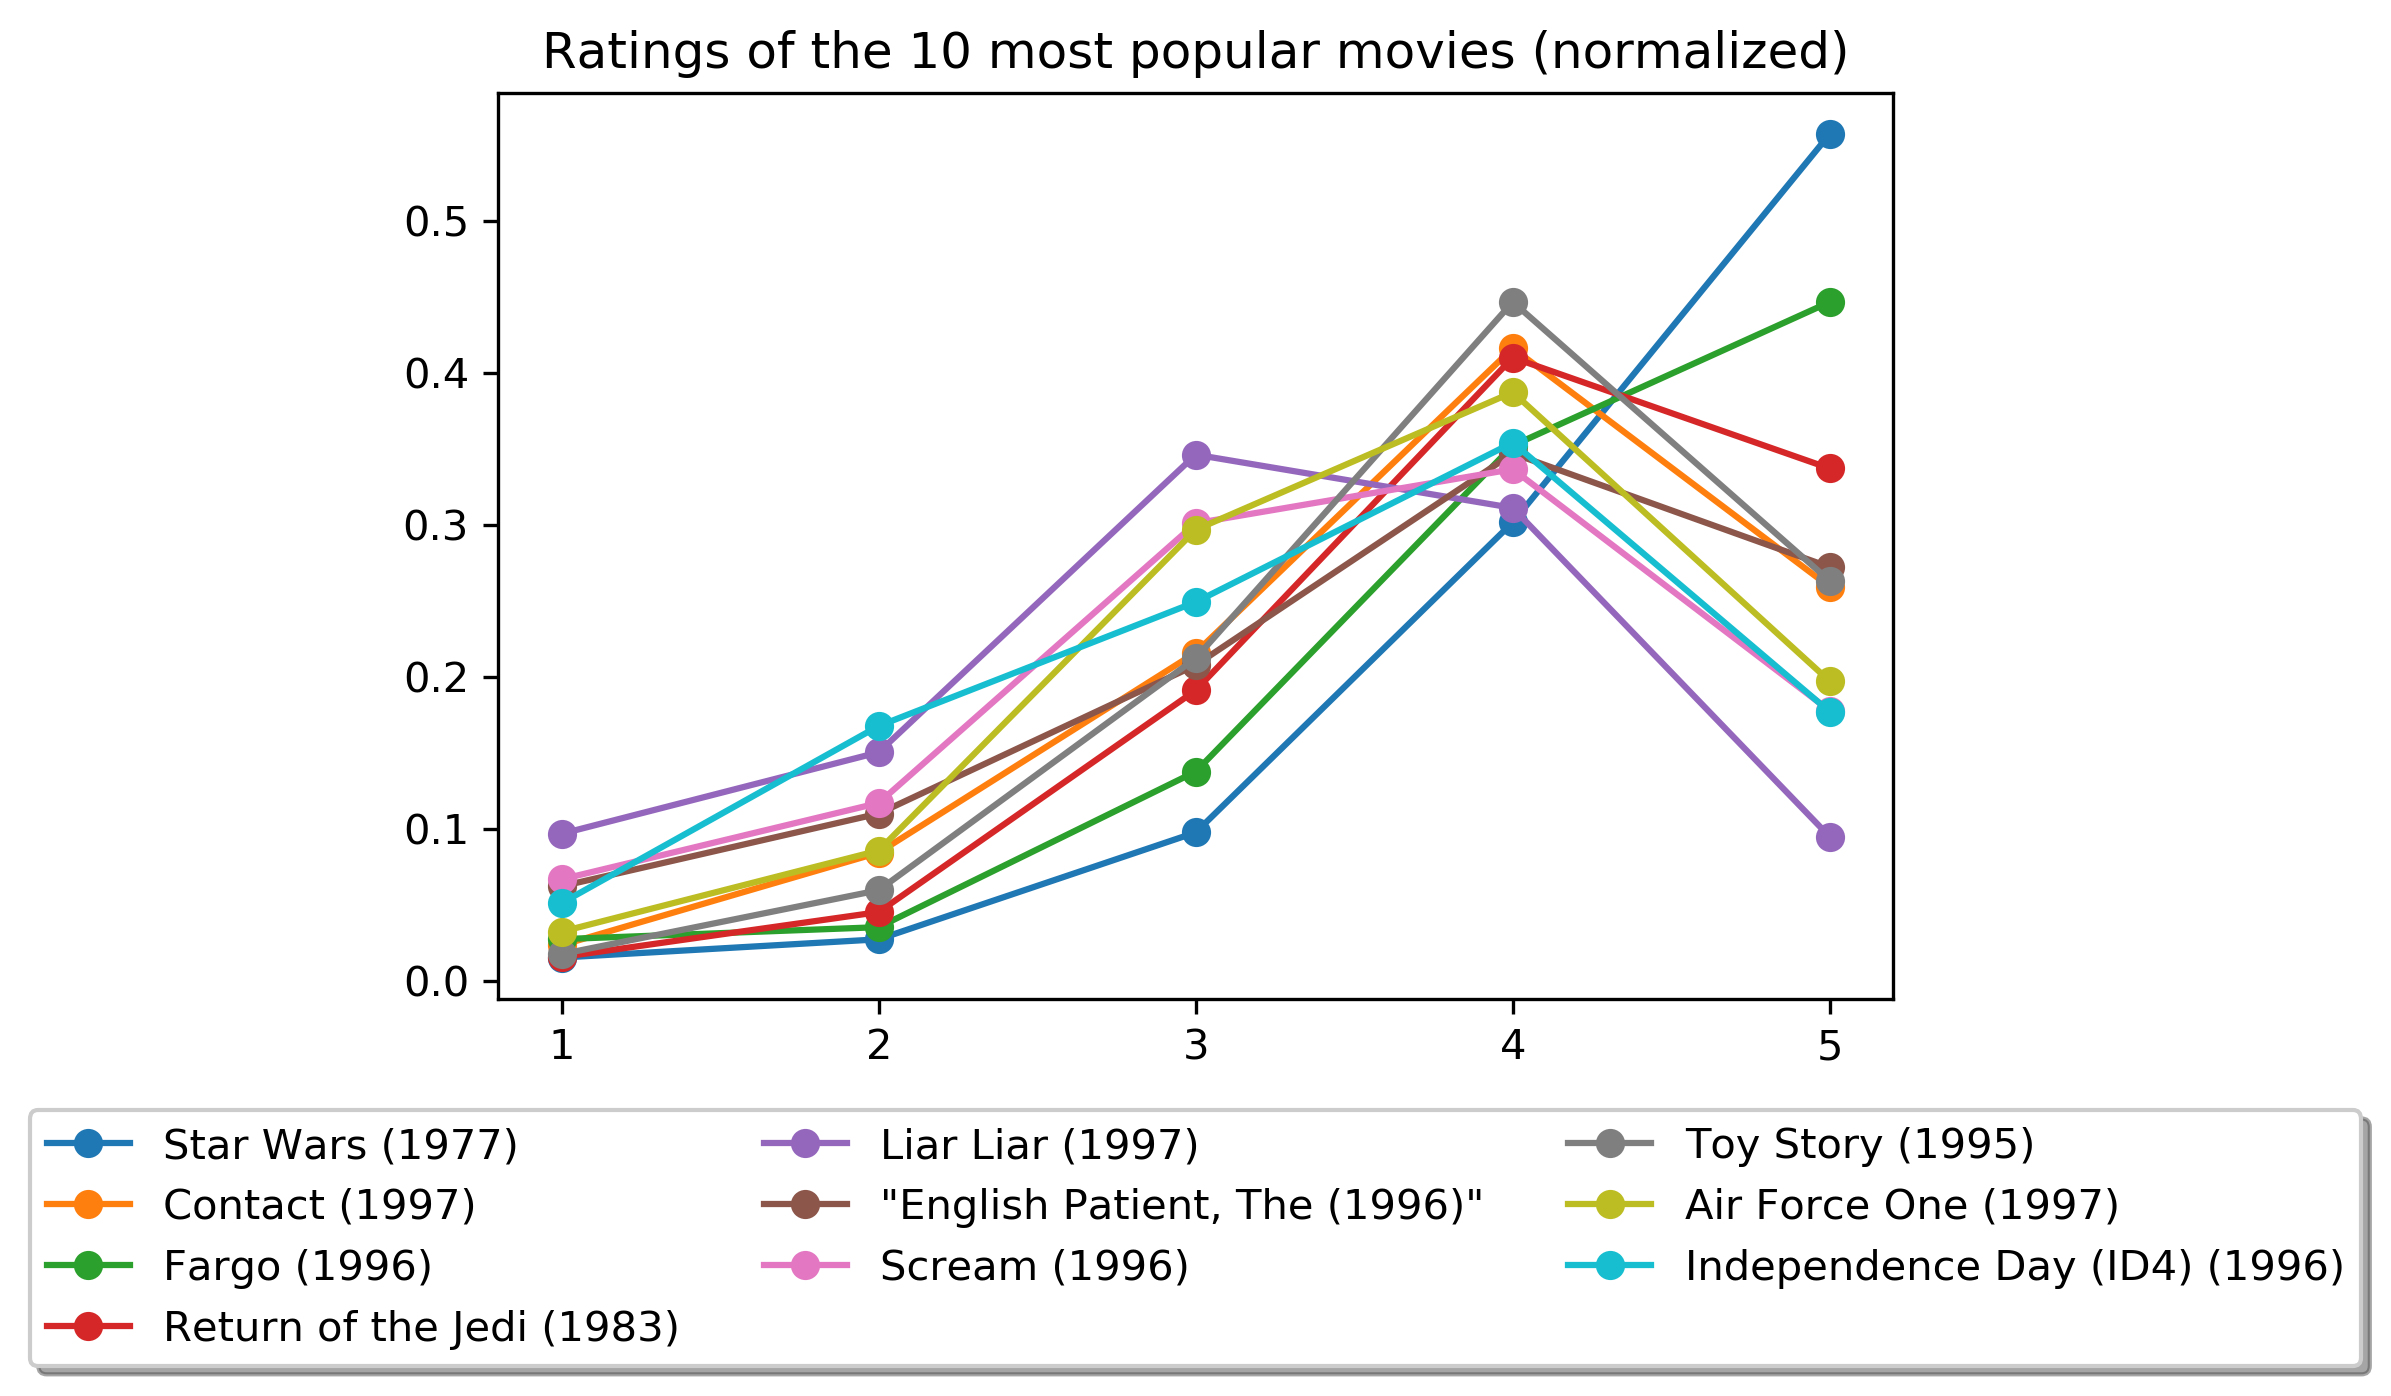 Ratings of the 10 most popular movies (normalized)
0.5
0.4
0.3
0.2
0.1
0.0
1 2 3 4 5
Star Wars (1977)
Contact (1997)
Fargo (1996)
Return of the Jedi (1983)
Liar Liar (1997)
"English Patient, The (1996)"
Scream (1996)
Toy Story (1995)
Air Force One (1997)
Independence Day (ID4) (1996)